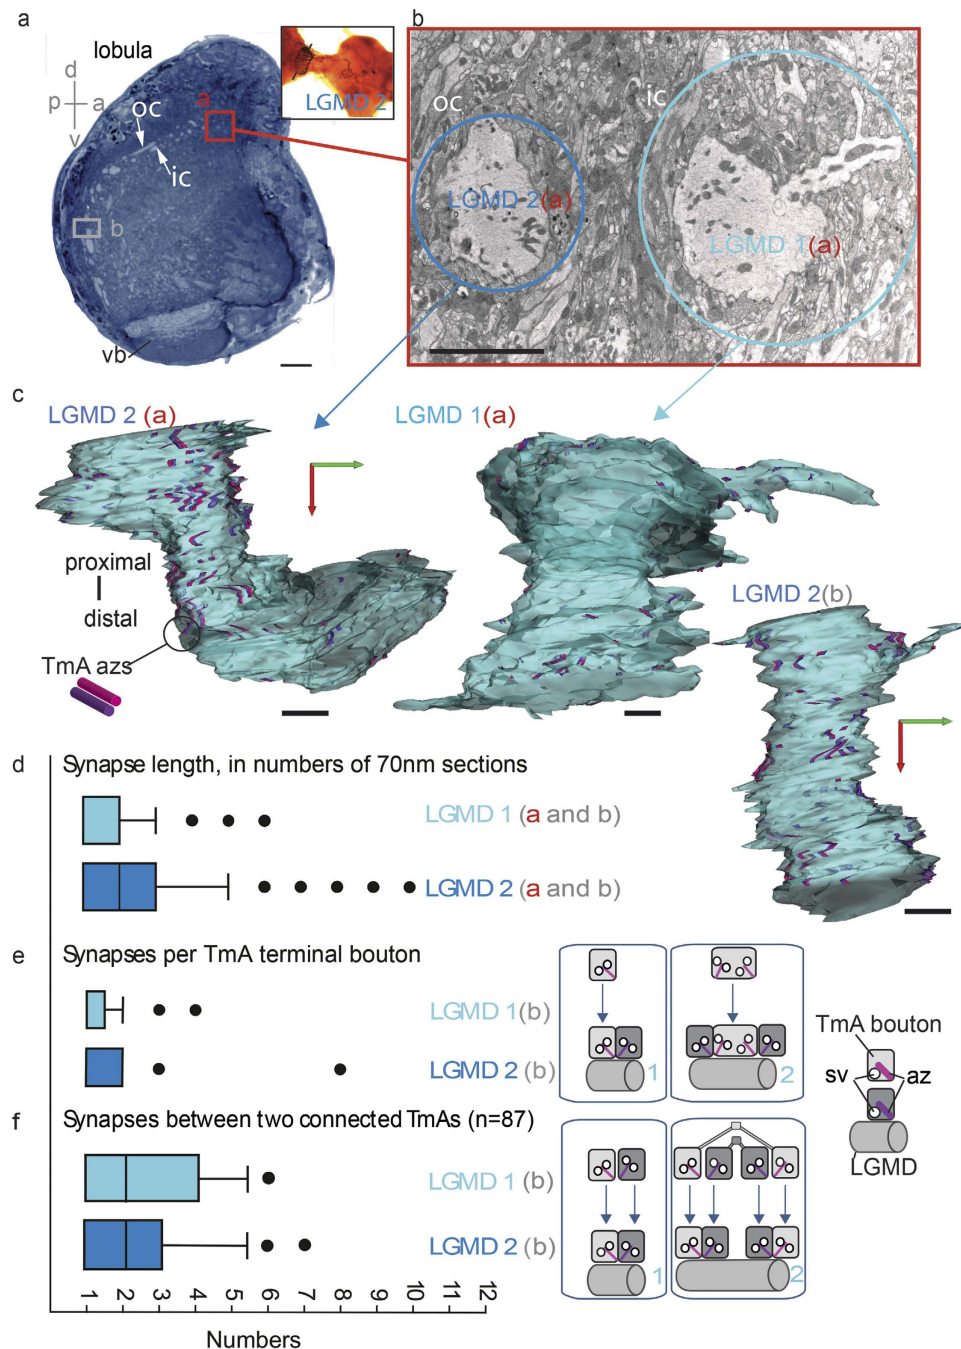 a
lobula
d
p
a
v
oc
ic
a
b
vb
LGMD 2
b
oc
ic
LGMD 2(a)
LGMD 1(a)
c
LGMD 2 (a)
LGMD 1(a)
proximal
distal
TmA azs
LGMD 2(b)
d
Synapse length, in numbers of 70nm sections
LGMD 1 (a and b)
LGMD 2 (a and b)
e
Synapses per TmA terminal bouton
LGMD 1(b)
LGMD 2 (b)
1
2
TmA bouton
sv
az
LGMD
f
Synapses between two connected TmAs (n=87)
LGMD 1 (b)
LGMD 2 (b)
1
2
1 2 3 4 5 6 7 8 9 10 11 12
Numbers